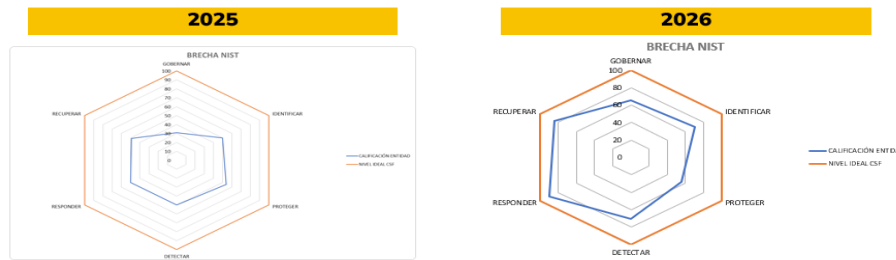 2025
BRECHA NIST
GOBERNAR
100
90
80
70
60
50
40
30
20
10
0
IDENTIFICAR
PROTEGER
DETECTAR
RESPONDER
RECUPERAR
CALIFICACIÓN ENTIDAD
NIVEL IDEAL CSF
2026
BRECHA NIST
GOBERNAR
100
80
60
40
20
0
IDENTIFICAR
PROTEGER
DETECTAR
RESPONDER
RECUPERAR
CALIFICACIÓN ENTID
NIVEL IDEAL CSF